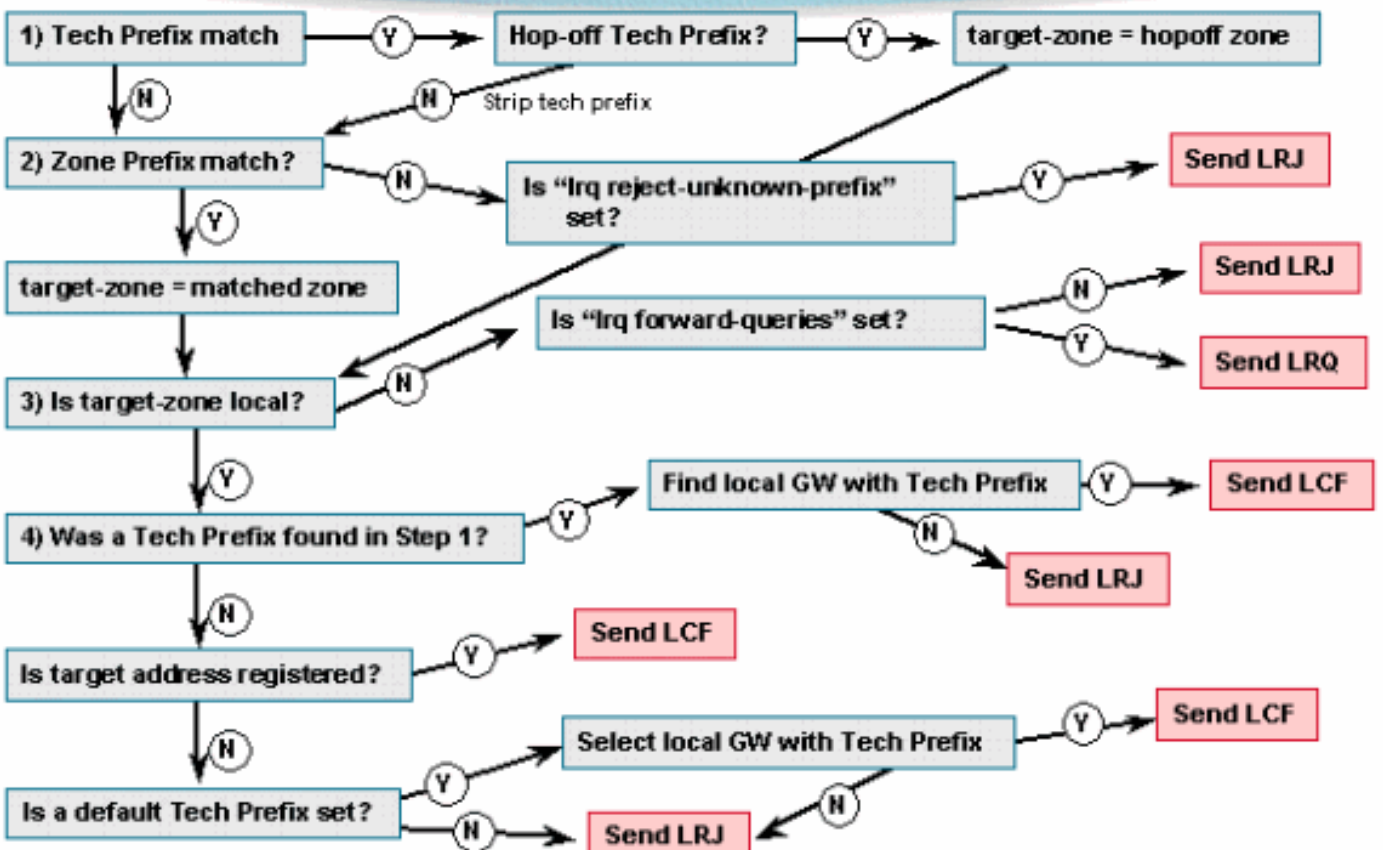 1) Tech Prefix match
Y
Hop-off Tech Prefix?
Y
target-zone = hopoff zone
N
N
Strip tech prefix
2) Zone Prefix match?
N
Is “lrq reject-unknown-prefix”
set?
Y
Send LRJ
Y
target-zone = matched zone
Is “lrq forward-queries” set?
N
Send LRJ
Y
Send LRQ
3) Is target-zone local?
N
Y
4) Was a Tech Prefix found in Step 1?
Y
Find local GW with Tech Prefix
Y
Send LCF
N
Send LRJ
N
Is target address registered?
Y
Send LCF
N
Is a default Tech Prefix set?
Y
Select local GW with Tech Prefix
Y
Send LCF
N
N
Send LRJ